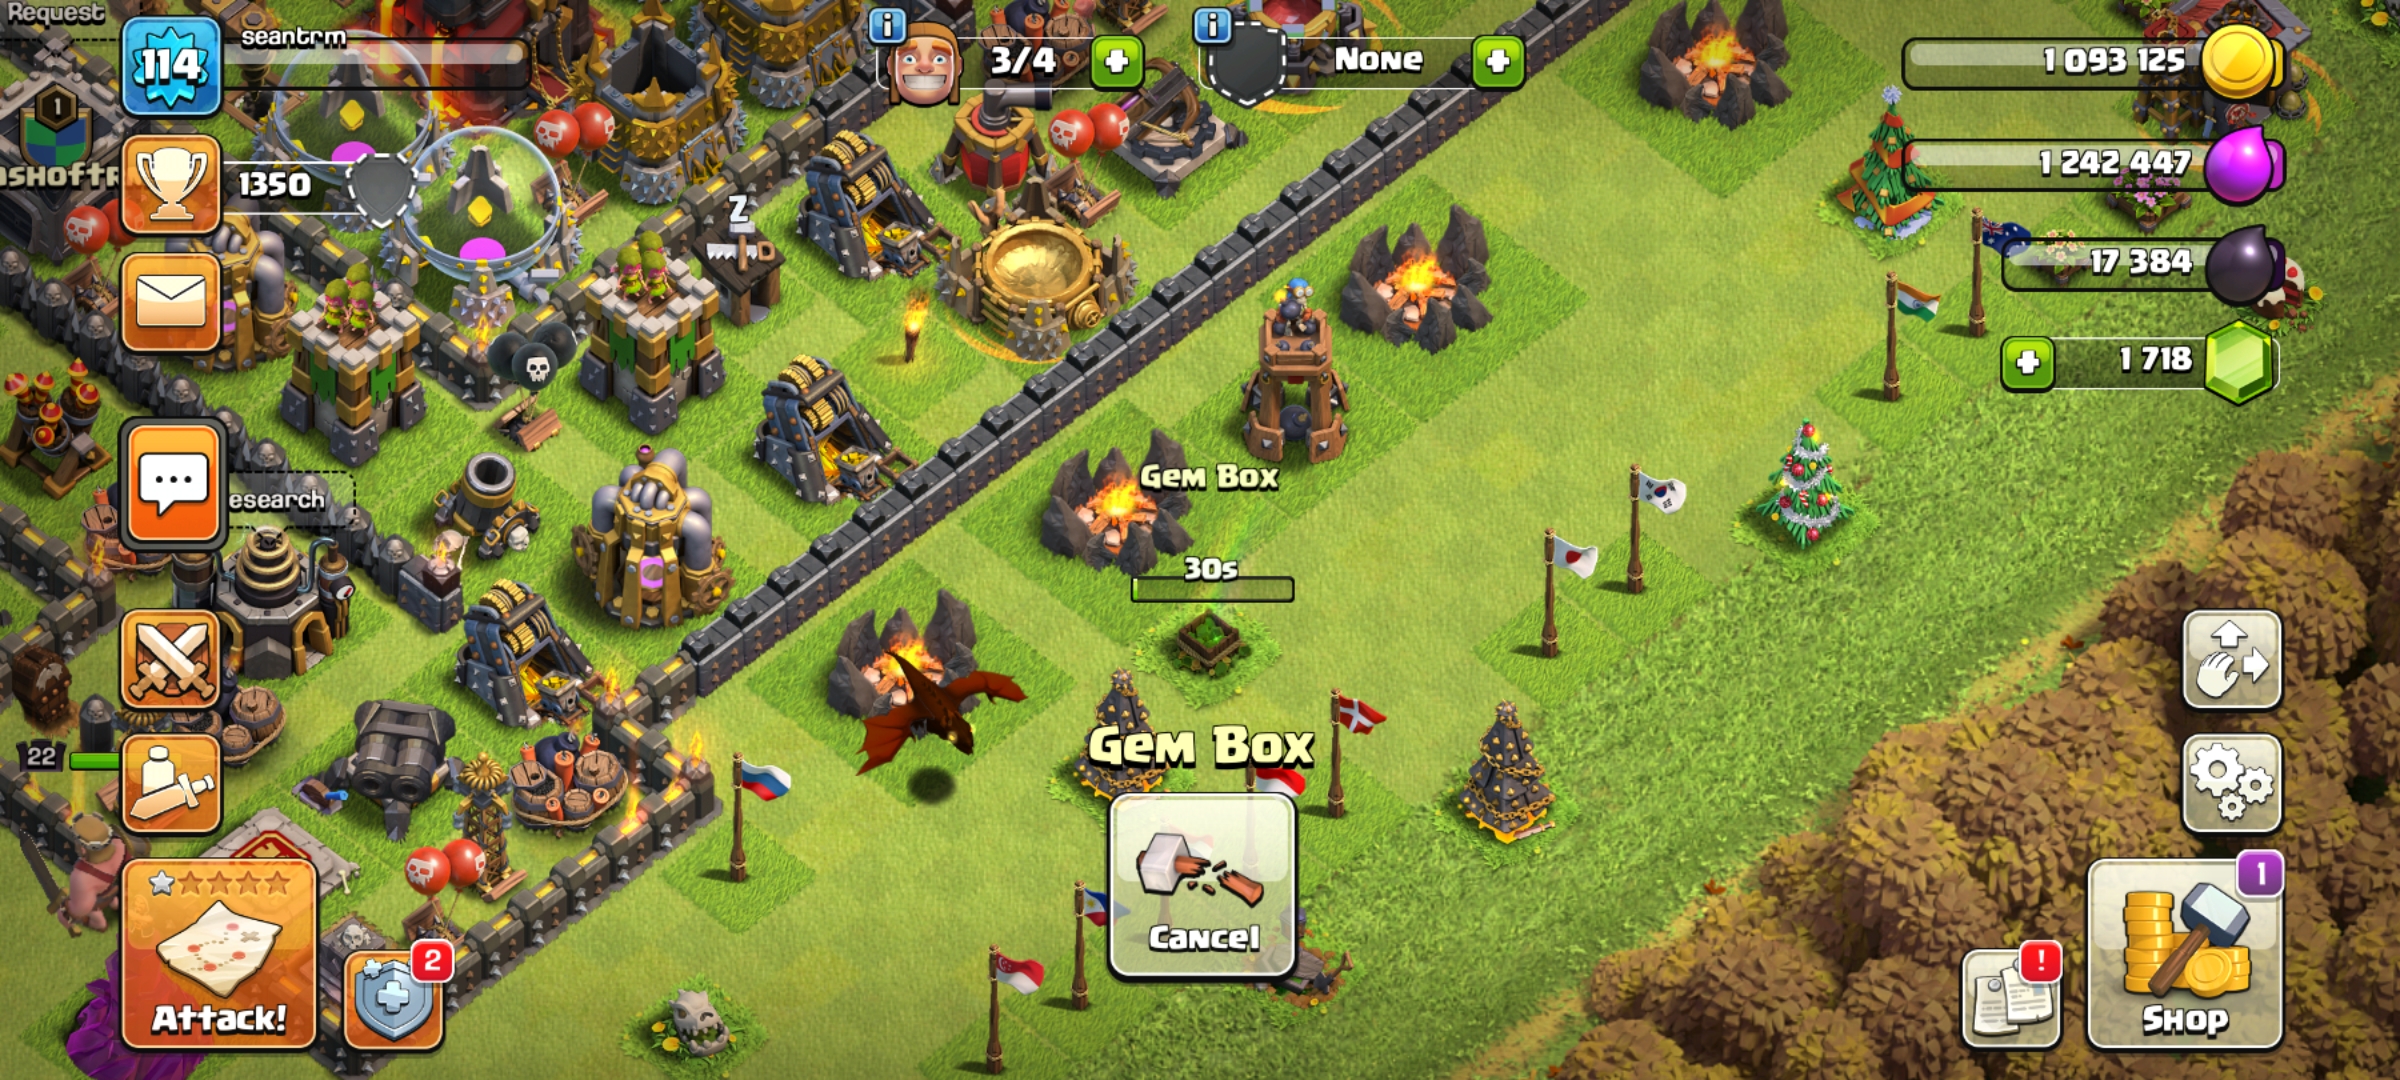 Request
114
seantrm
3/4
None
1 093 125
1
1350
1 242 447
Z
17 384
1 718
Gem Box
esearch
30s
Gem Box
22
Cancel
1
2
Attack!
!
Shop